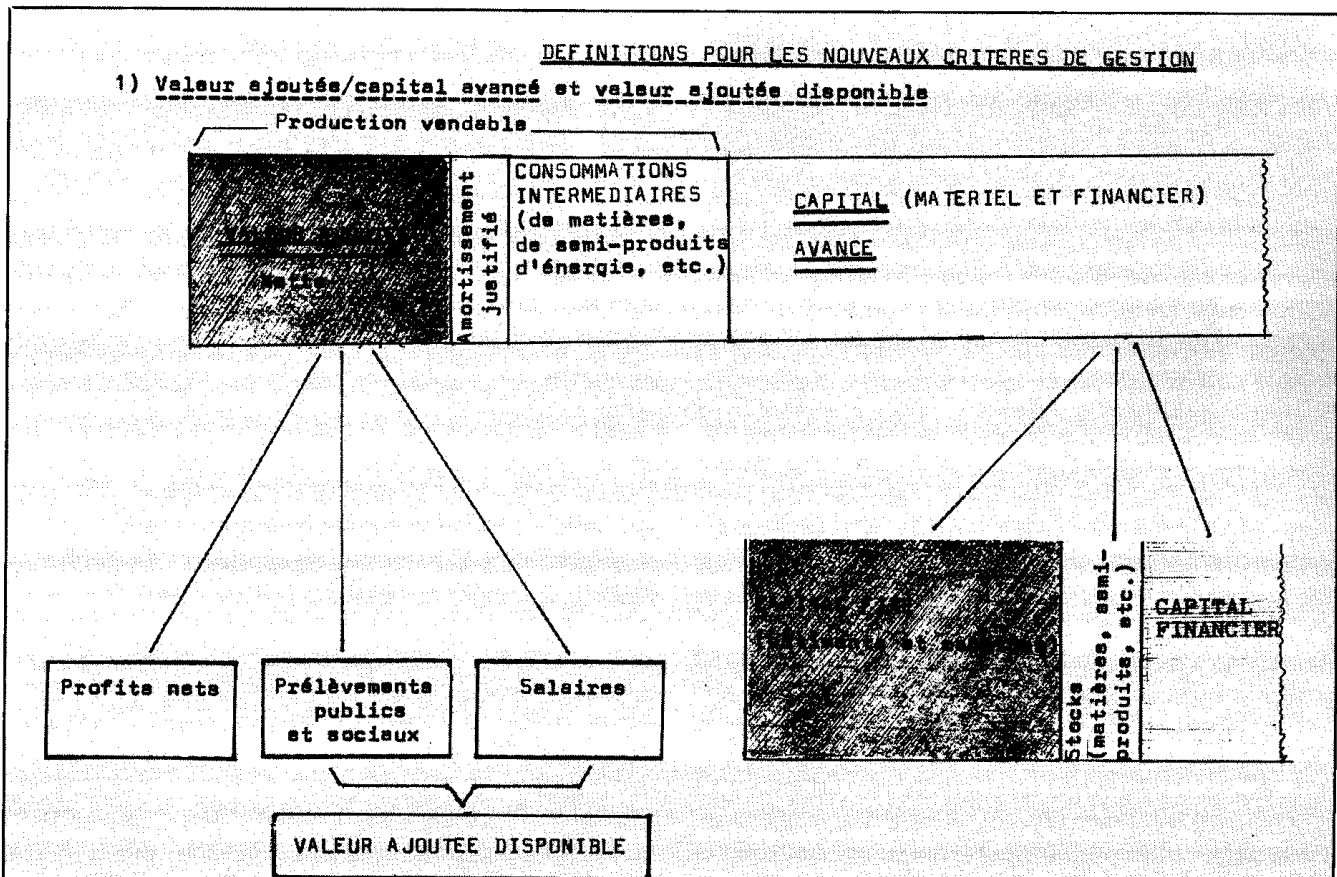 DEFINITIONS POUR LES NOUVEAUX CRITERES DE GESTION
1) Valeur ajoutée/capital avancé et valeur ajoutée disponible
Production vendable
Amortissement
justifié
CONSOMMATIONS
INTERMEDIAIRES
(de matières,
de semi-produits
d'énergie, etc.)
CAPITAL (MATERIEL ET FINANCIER)
AVANCE
Profits nets
Prélèvements
publics
et sociaux
Salaires
VALEUR AJOUTEE DISPONIBLE
et
Stocks
(matières, semi-
produits, etc.)
CAPITAL
FINANCIER